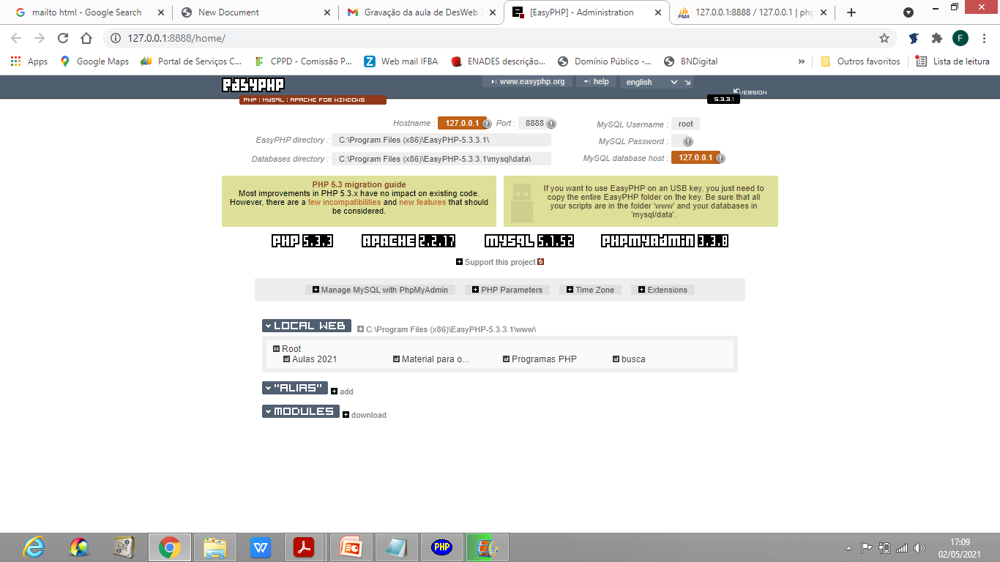 mailto html - Google Search
New Document
Gravação da aula de DesWeb
[EasyPHP] - Administration
127.0.0.1:8888 / 127.0.0.1 | php
127.0.0.1:8888/home/
F
Apps
Google Maps
Portal de Serviços C...
CPPD - Comissão P...
Web mail IFBA
ENADES descrição...
Domínio Público -...
BNDigital
»
Outros favoritos
Lista de leitura
EasyPHP
www.easyphp.org
help
english
PHP : MYSQL : APACHE FOR WINDOWS
VERSION
5.3.3.1
Hostname : 127.0.0.1 Port : 8888
MySQL Username : root
EasyPHP directory : C:\Program Files (x86)\EasyPHP-5.3.3.1\
MySQL Password :
Databases directory : C:\Program Files (x86)\EasyPHP-5.3.3.1\mysql\data\
MySQL database host : 127.0.0.1
PHP 5.3 migration guide
Most improvements in PHP 5.3.x have no impact on existing code.
However, there are a few incompatibilities and new features that should
be considered.
If you want to use EasyPHP on an USB key, you just need to
copy the entire EasyPHP folder on the key. Be sure that all
your scripts are in the folder 'www' and your databases in
'mysql/data'.
PHP 5.3.3
APACHE 2.2.17
MYSQL 5.1.52
PHPMYADMIN 3.3.8
Support this project $
Manage MySQL with PhpMyAdmin
PHP Parameters
Time Zone
Extensions
LOCAL WEB
C:\Program Files (x86)\EasyPHP-5.3.3.1\www\
Root
Aulas 2021
Material para o...
Programas PHP
busca
"ALIAS"
add
MODULES
download
PHP
17:09
02/05/2021